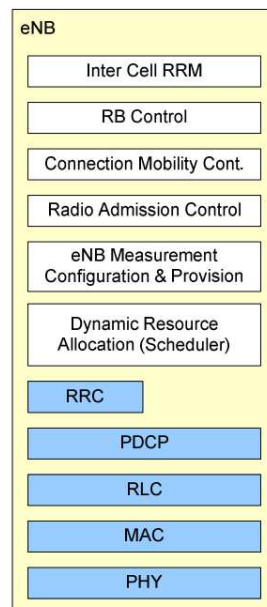 eNB
Inter Cell RRM
RB Control
Connection Mobility Cont.
Radio Admission Control
eNB Measurement
Configuration & Provision
Dynamic Resource
Allocation (Scheduler)
RRC
PDCP
RLC
MAC
PHY